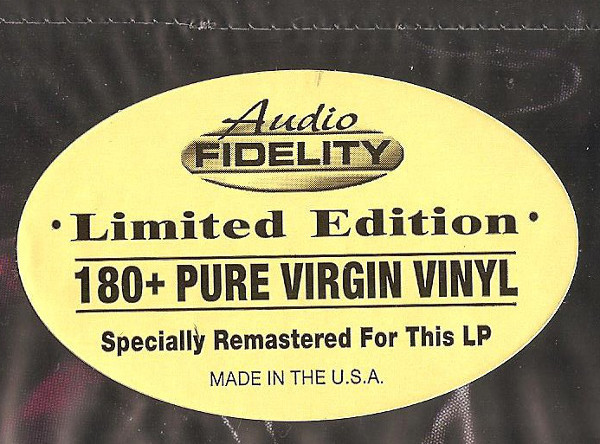 Audio
FIDELITY
• Limited Edition •
180+ PURE VIRGIN VINYL
Specially Remastered For This LP
MADE IN THE U.S.A.